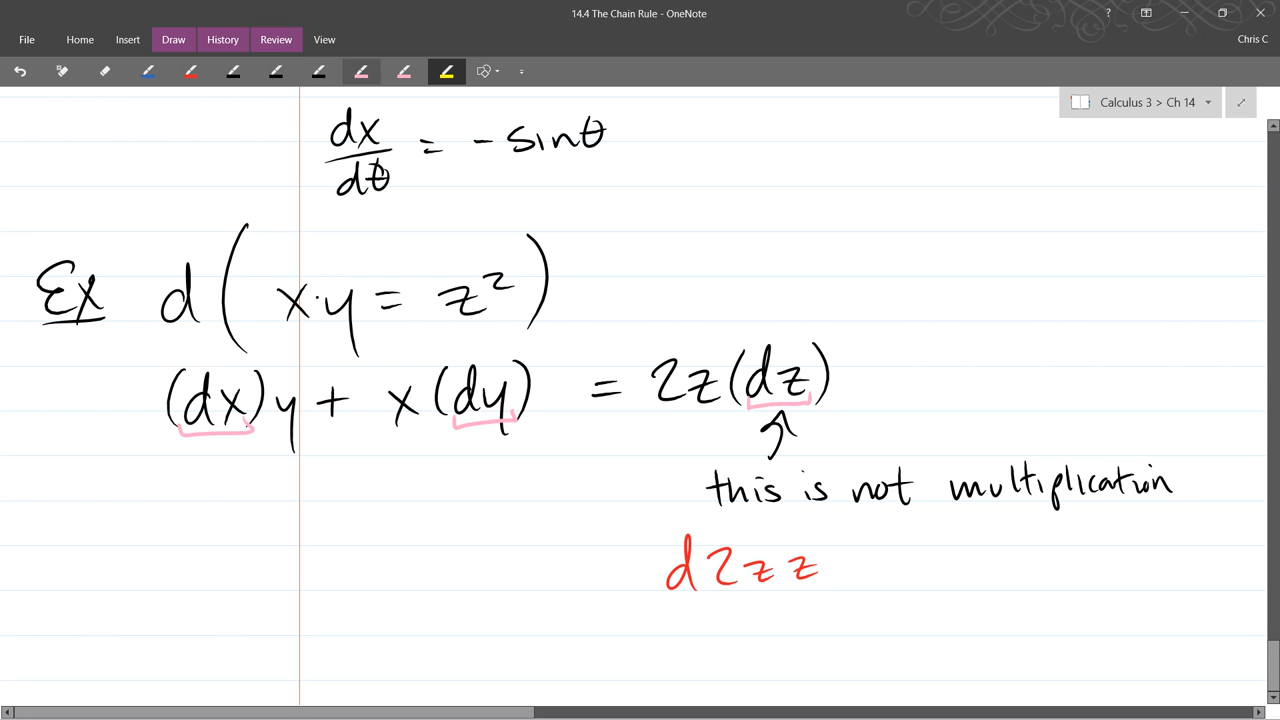 14.4 The Chain Rule - OneNote
File Home Insert Draw History Review View
Chris C
Calculus 3 > Ch 14
dx/dθ = - sinθ
Ex d( x·y = z²)
(dx)y + x(dy) = 2z(dz)
this is not multiplication
d2zz